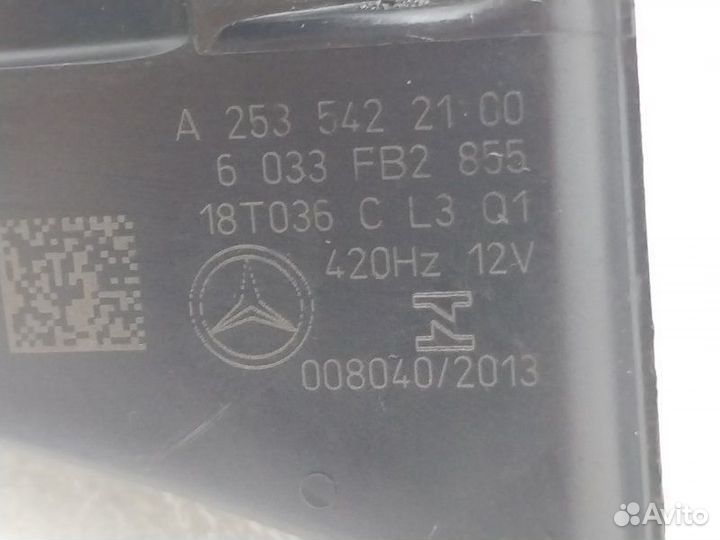 A 253 542 21 00
6 033 FB2 855
18T036 C L3 Q1
420Hz 12V
008040/2013
Avito